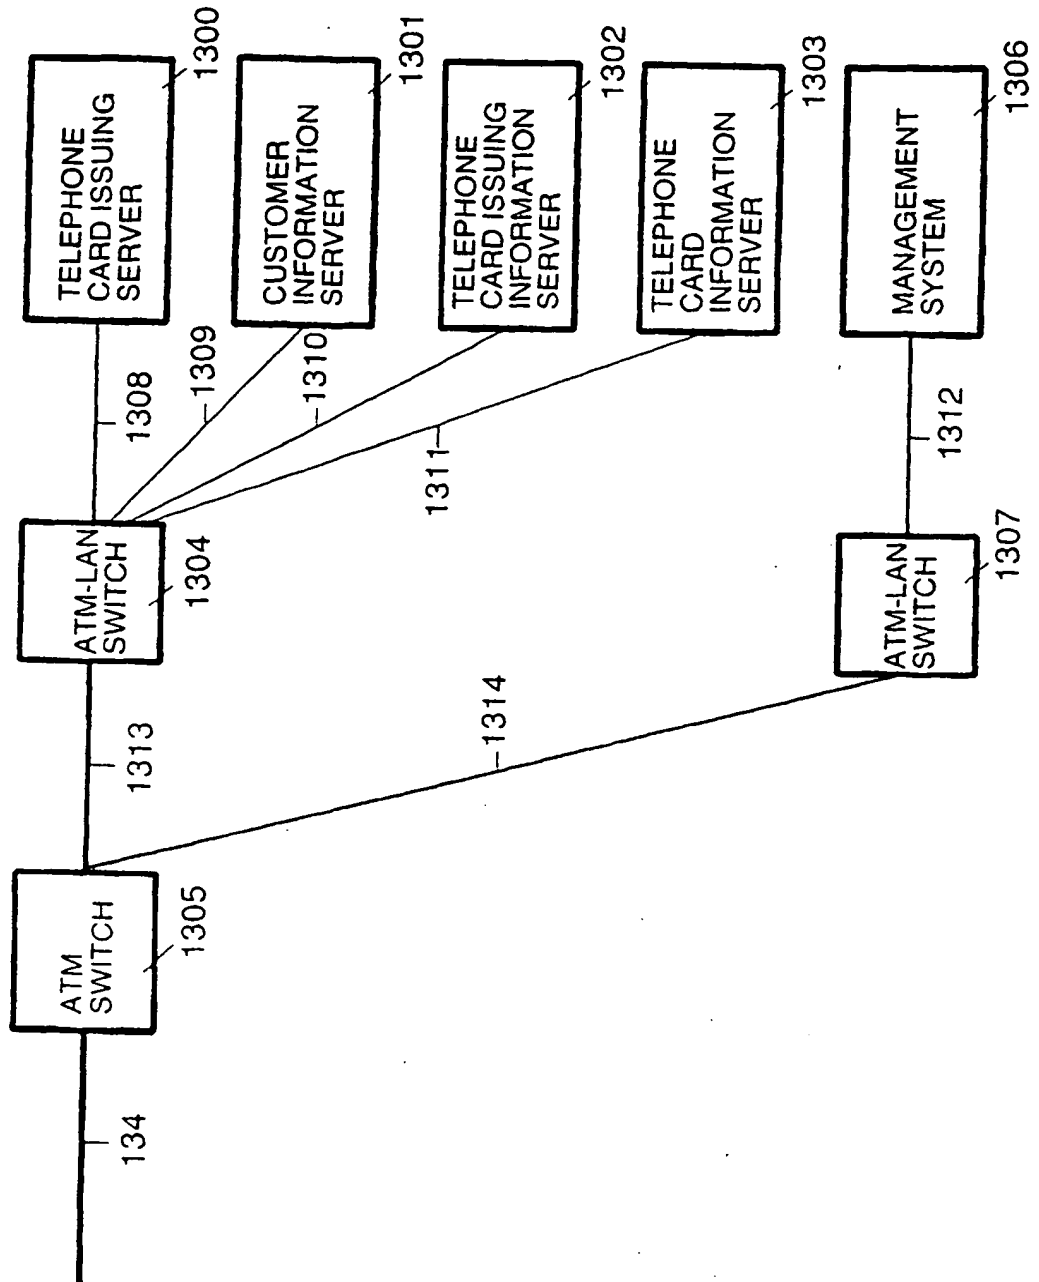 TELEPHONE
CARD ISSUING
SERVER
1300
CUSTOMER
INFORMATION
SERVER
1301
TELEPHONE
CARD ISSUING
INFORMATION
SERVER
1302
TELEPHONE
CARD
INFORMATION
SERVER
1303
MANAGEMENT
SYSTEM
1306
1308
1309
1310
1311
1312
ATM-LAN
SWITCH
1304
ATM-LAN
SWITCH
1307
1313
1314
ATM
SWITCH
1305
134